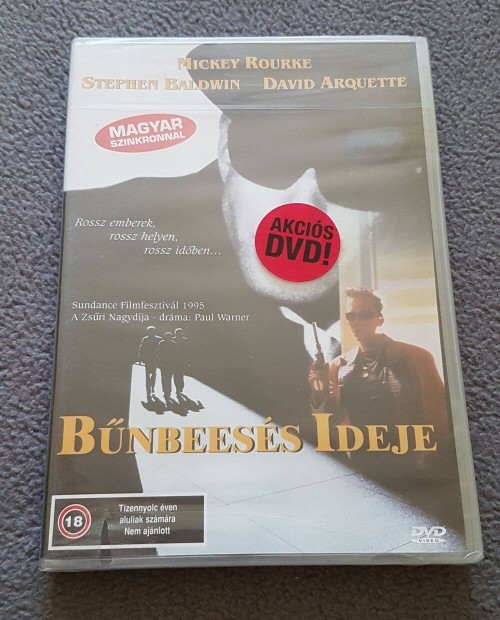 MICKEY ROURKE
STEPHEN BALDWIN DAVID ARQUETTE
MAGYAR
SZINKRONNAL
Rossz emberek,
rossz helyen,
rossz időben...
AKCIÓS
DVD!
Sundance Filmfesztivál 1995
A Zsűri Nagydíja - dráma: Paul Warner
BŰNBEESÉS IDEJE
18
Tizennyolc éven
aluliak számára
Nem ajánlott
DVD
VIDEO